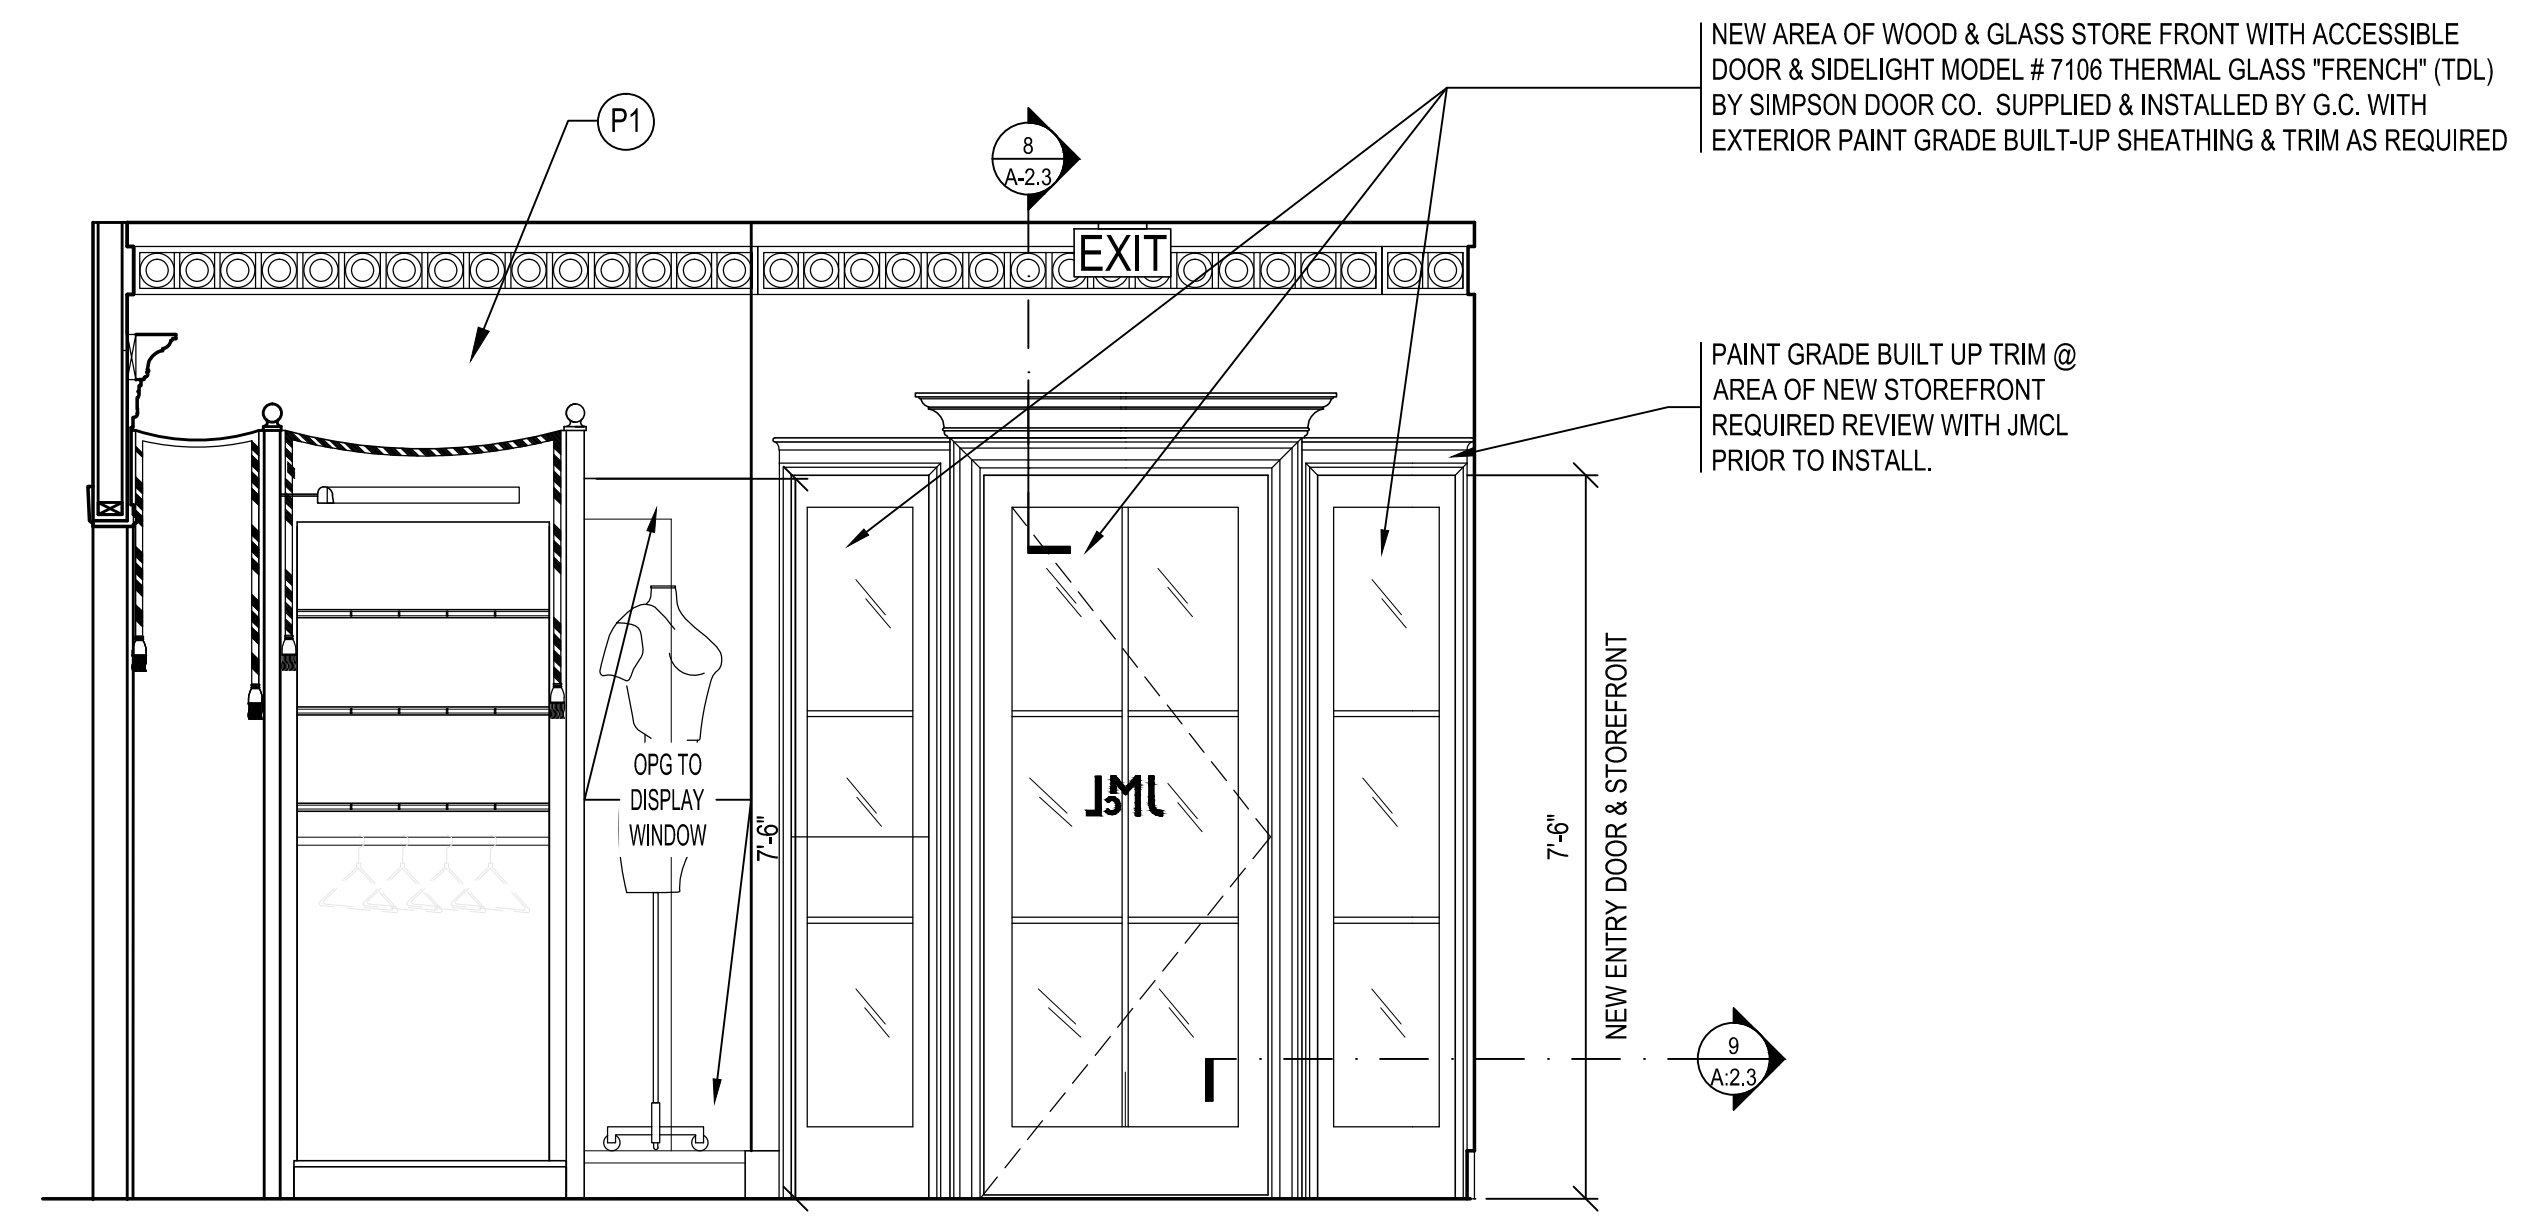 NEW AREA OF WOOD & GLASS STORE FRONT WITH ACCESSIBLE
DOOR & SIDELIGHT MODEL # 7106 THERMAL GLASS "FRENCH" (TDL)
BY SIMPSON DOOR CO. SUPPLIED & INSTALLED BY G.C. WITH
EXTERIOR PAINT GRADE BUILT-UP SHEATHING & TRIM AS REQUIRED
P1
8
A-2.3
EXIT
PAINT GRADE BUILT UP TRIM @
AREA OF NEW STOREFRONT
REQUIRED REVIEW WITH JMCL
PRIOR TO INSTALL.
OPG TO
DISPLAY
WINDOW
7'-6"
JMcL
7'-6"
NEW ENTRY DOOR & STOREFRONT
9
A:2.3